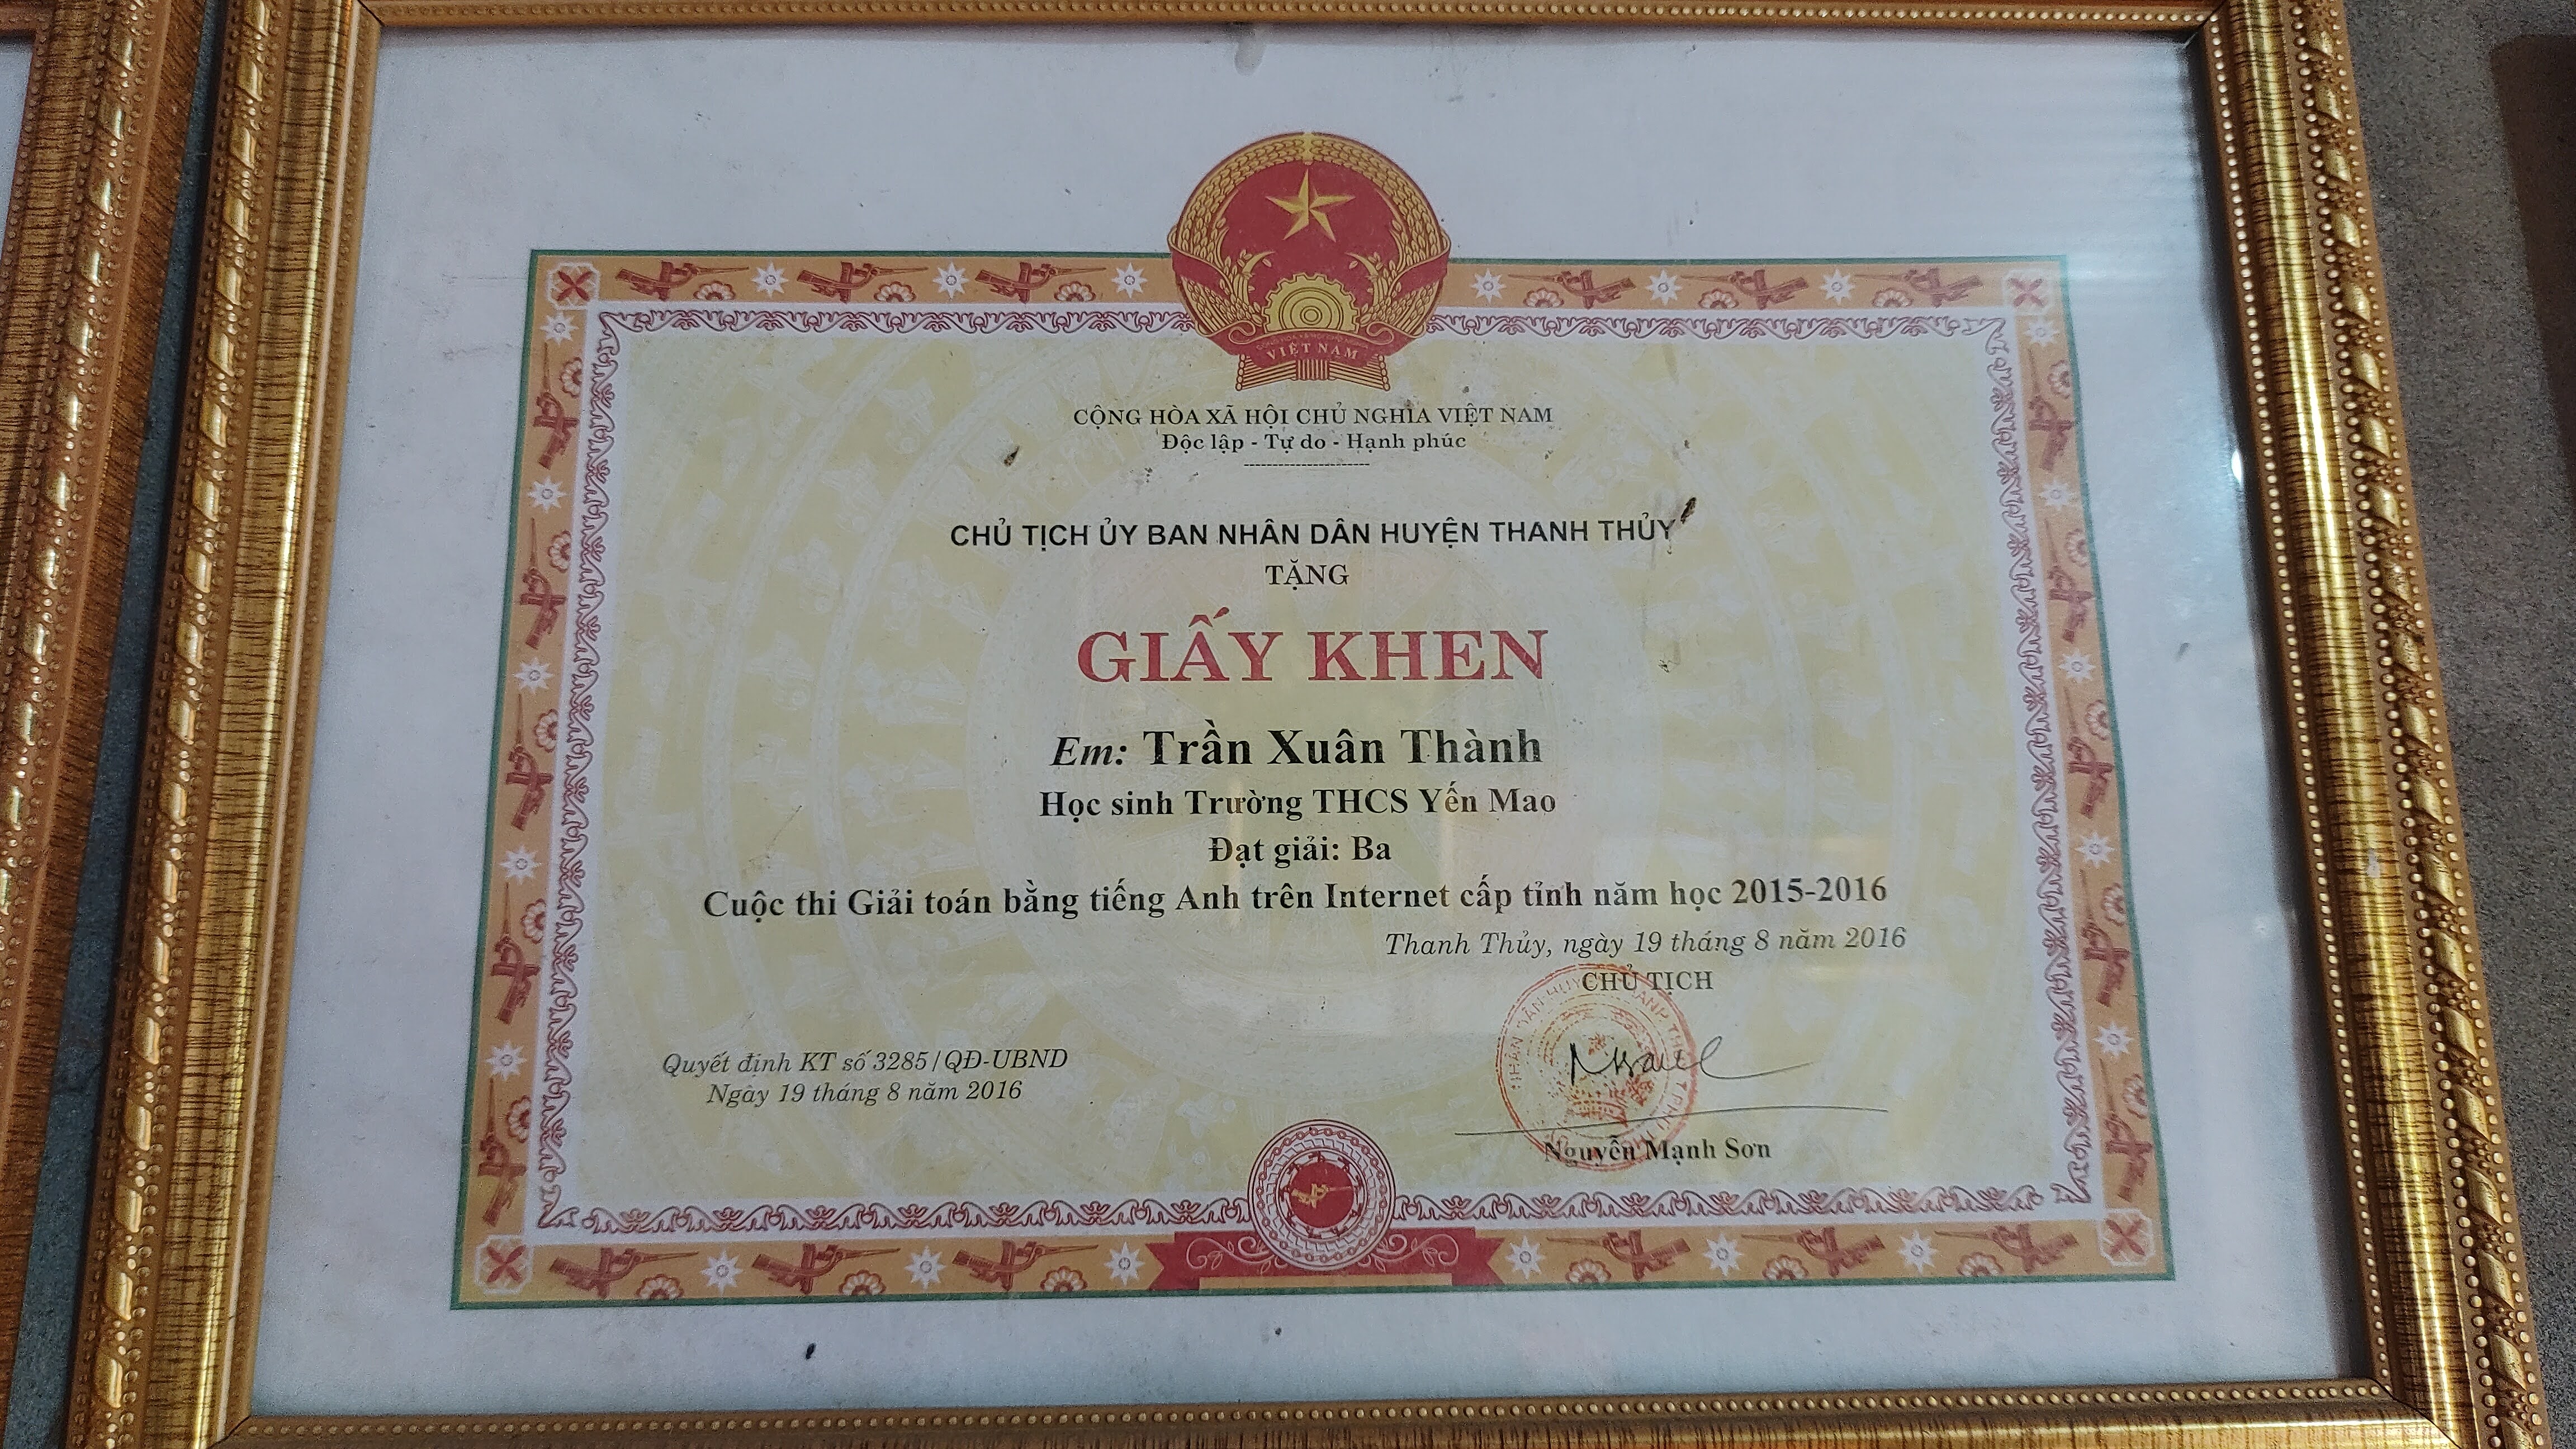 VIỆT NAM
CỘNG HÒA XÃ HỘI CHỦ NGHĨA VIỆT NAM
Độc lập - Tự do - Hạnh phúc
CHỦ TỊCH ỦY BAN NHÂN DÂN HUYỆN THANH THỦY
TẶNG
GIẤY KHEN
Em: Trần Xuân Thành
Học sinh Trường THCS Yến Mao
Đạt giải: Ba
Cuộc thi Giải toán bằng tiếng Anh trên Internet cấp tỉnh năm học 2015-2016
Thanh Thủy, ngày 19 tháng 8 năm 2016
CHỦ TỊCH
Quyết định KT số 3285/QĐ-UBND
Ngày 19 tháng 8 năm 2016
Nguyễn Mạnh Sơn